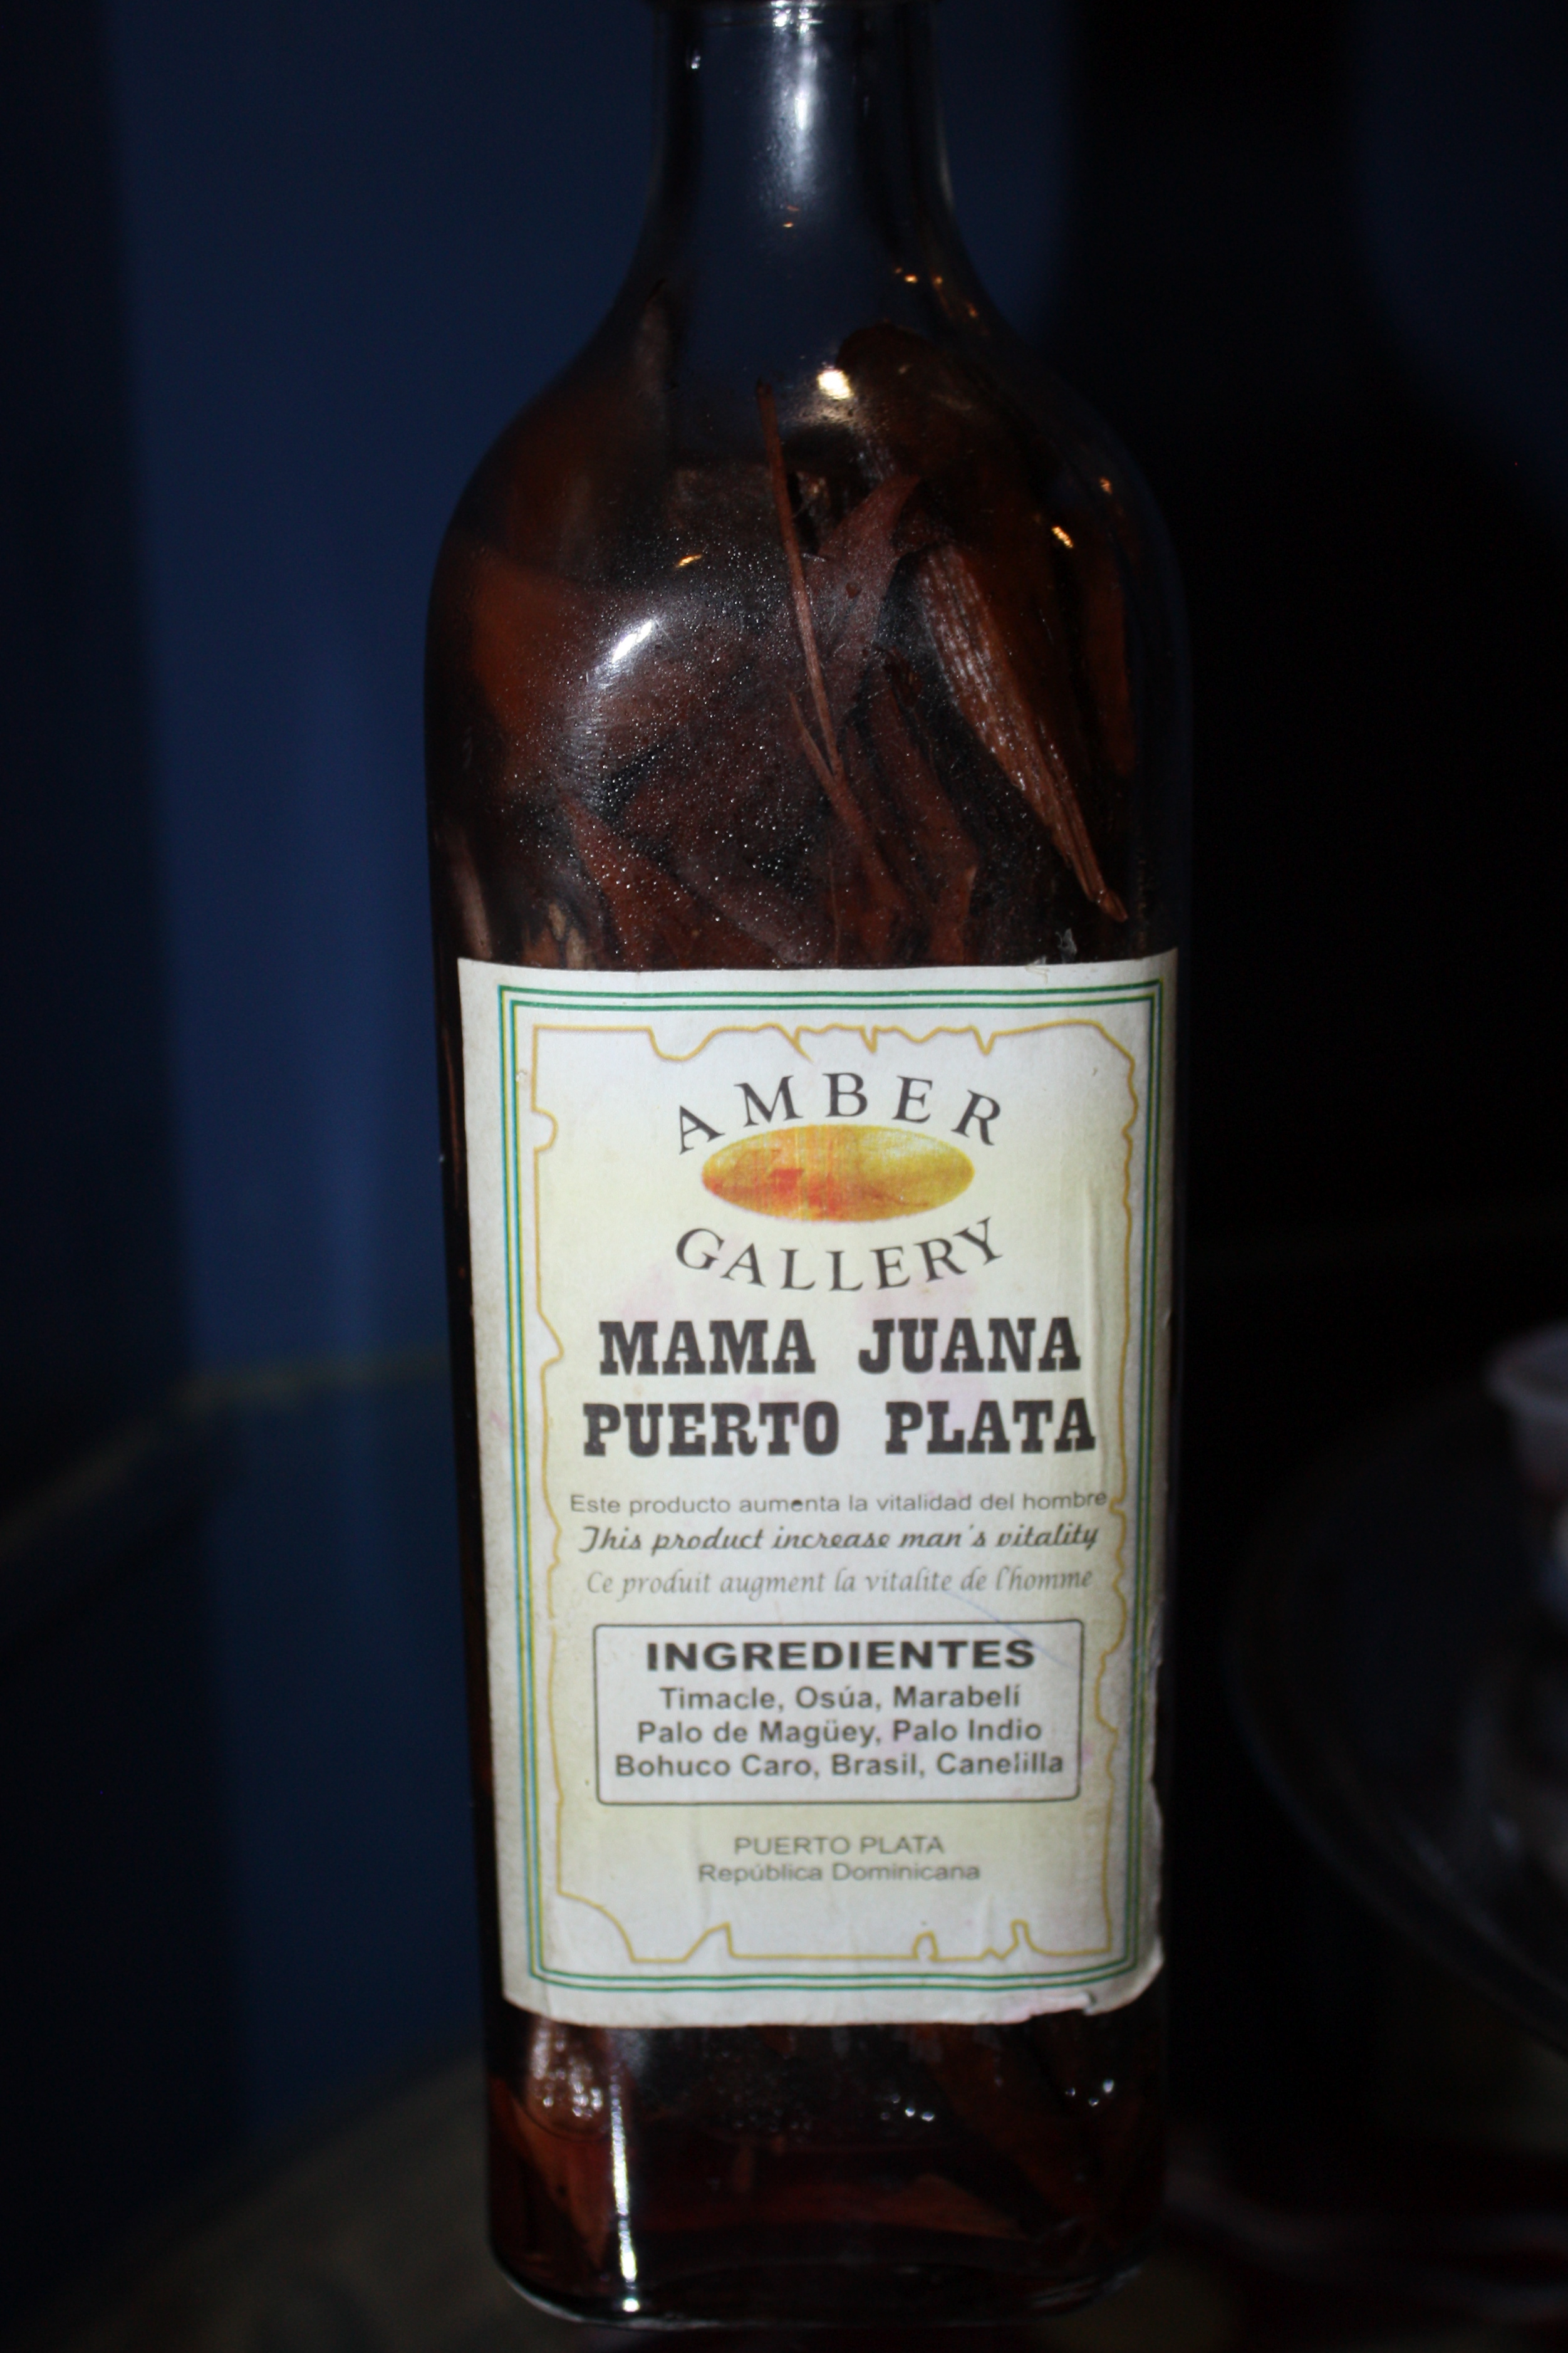 AMBER
GALLERY
MAMA JUANA
PUERTO PLATA
Este producto aumenta la vitalidad del hombre
This product increase man's vitality
Ce produit augment la vitalite de l'homme
INGREDIENTES
Timacle, Osúa, Marabelí
Palo de Magüey, Palo Indio
Bohuco Caro, Brasil, Canelilla
PUERTO PLATA
República Dominicana